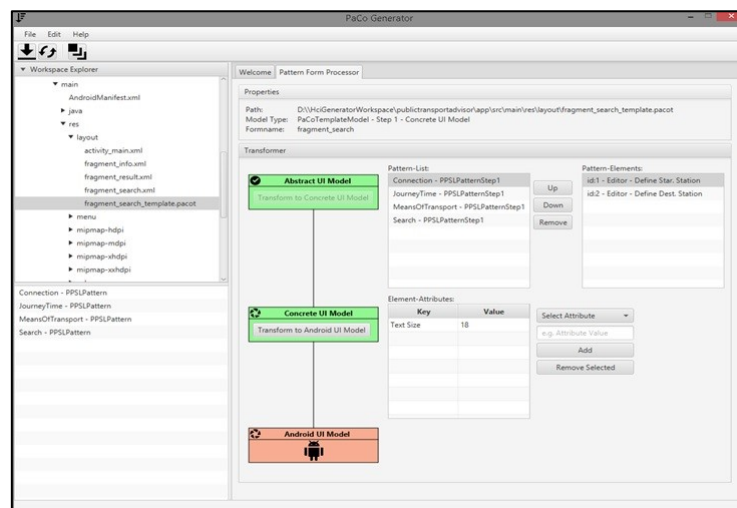 PaCo Generator
File Edit Help
Workspace Explorer
main
AndroidManifest.xml
java
res
layout
activity_main.xml
fragment_info.xml
fragment_result.xml
fragment_search.xml
fragment_search_template.pacot
menu
mipmap-hdpi
mipmap-mdpi
mipmap-xhdpi
mipmap-xxhdpi
Connection - PPSLPattern
JourneyTime - PPSLPattern
MeansOfTransport - PPSLPattern
Search - PPSLPattern
Welcome Pattern Form Processor
Properties
Path: D:\\HciGeneratorWorkspace\publictransportadvisor\app\src\main\res\layout\fragment_search_template.pacot
Model Type: PaCoTemplateModel - Step 1 - Concrete UI Model
Formname: fragment_search
Transformer
Abstract UI Model
Transform to Concrete UI Model
Concrete UI Model
Transform to Android UI Model
Android UI Model
Pattern-List:
Connection - PPSLPatternStep1
JourneyTime - PPSLPatternStep1
MeansOfTransport - PPSLPatternStep1
Search - PPSLPatternStep1
Up
Down
Remove
Pattern-Elements:
id:1 - Editor - Define Star. Station
id:2 - Editor - Define Dest. Station
Element-Attributes:
Key Value
Text Size 18
Select Attribute
e.g. Attribute Value
Add
Remove Selected